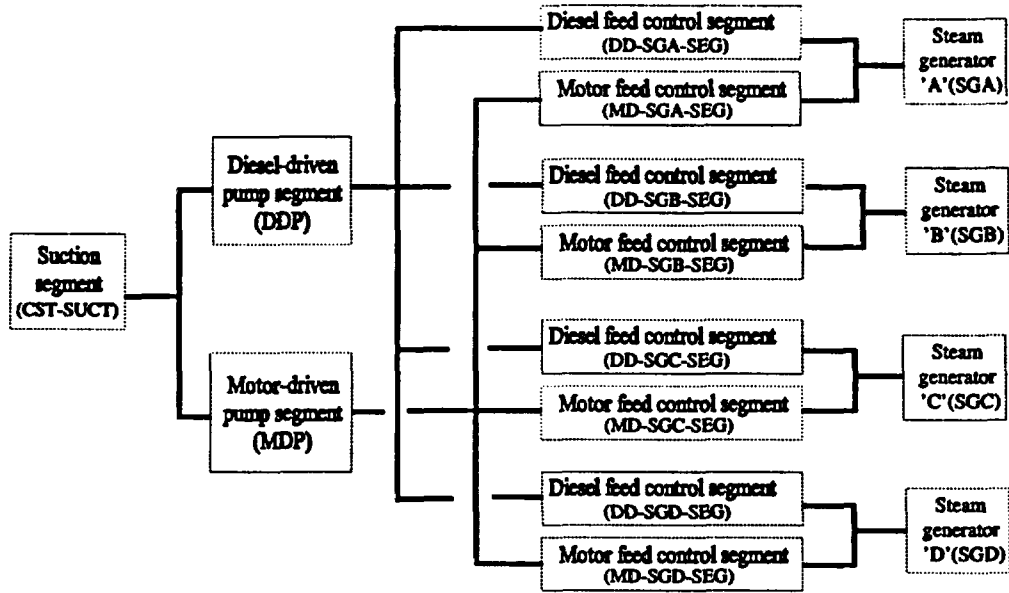 Suction
segment
(CST-SUCT)
Diesel-driven
pump segment
(DDP)
Motor-driven
pump segment
(MDP)
Diesel feed control segment
(DD-SGA-SEG)
Motor feed control segment
(MD-SGA-SEG)
Steam
generator
'A'(SGA)
Diesel feed control segment
(DD-SGB-SEG)
Motor feed control segment
(MD-SGB-SEG)
Steam
generator
'B'(SGB)
Diesel feed control segment
(DD-SGC-SEG)
Motor feed control segment
(MD-SGC-SEG)
Steam
generator
'C'(SGC)
Diesel feed control segment
(DD-SGD-SEG)
Motor feed control segment
(MD-SGD-SEG)
Steam
generator
'D'(SGD)